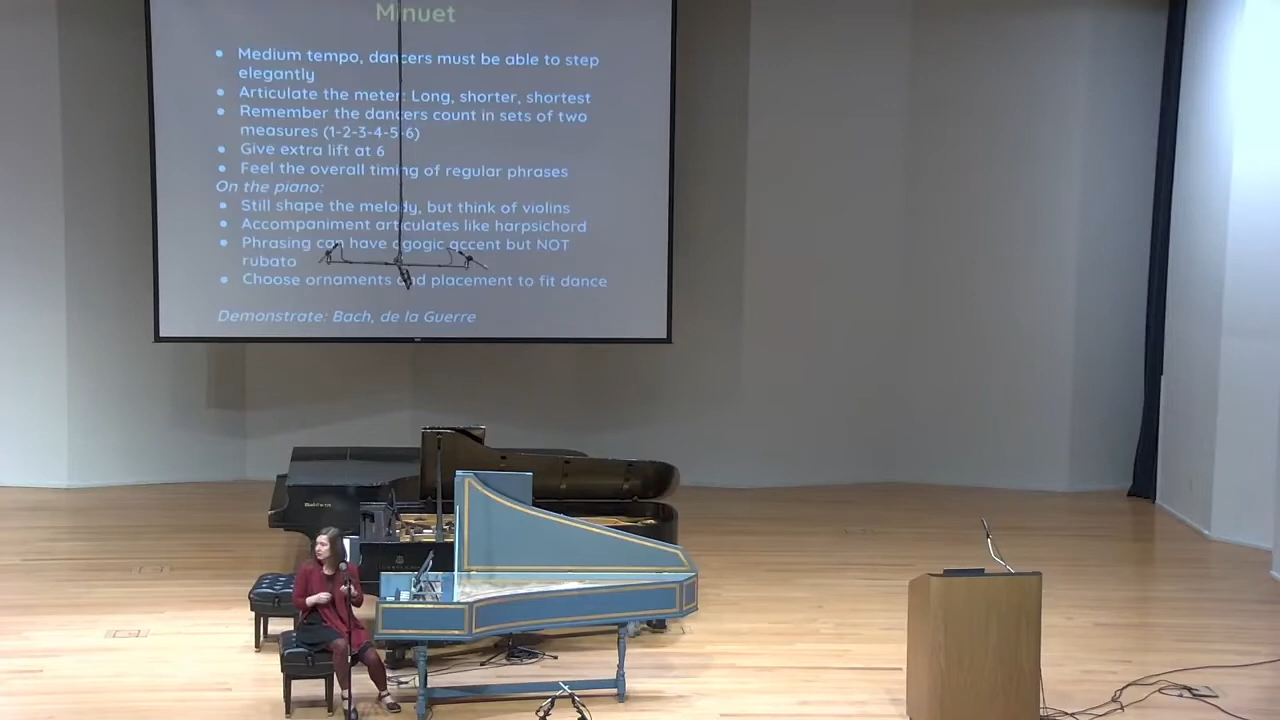 Minuet
Medium tempo, dancers must be able to step
elegantly
Articulate the meter: Long, shorter, shortest
Remember the dancers count in sets of two
measures (1-2-3-4-5-6)
Give extra lift at 6
Feel the overall timing of regular phrases
On the piano:
Still shape the melody, but think of violins
Accompaniment articulates like harpsichord
Phrasing can have agogic accent but NOT
rubato
Choose ornaments and placement to fit dance
Demonstrate: Bach, de la Guerre
Baldwin